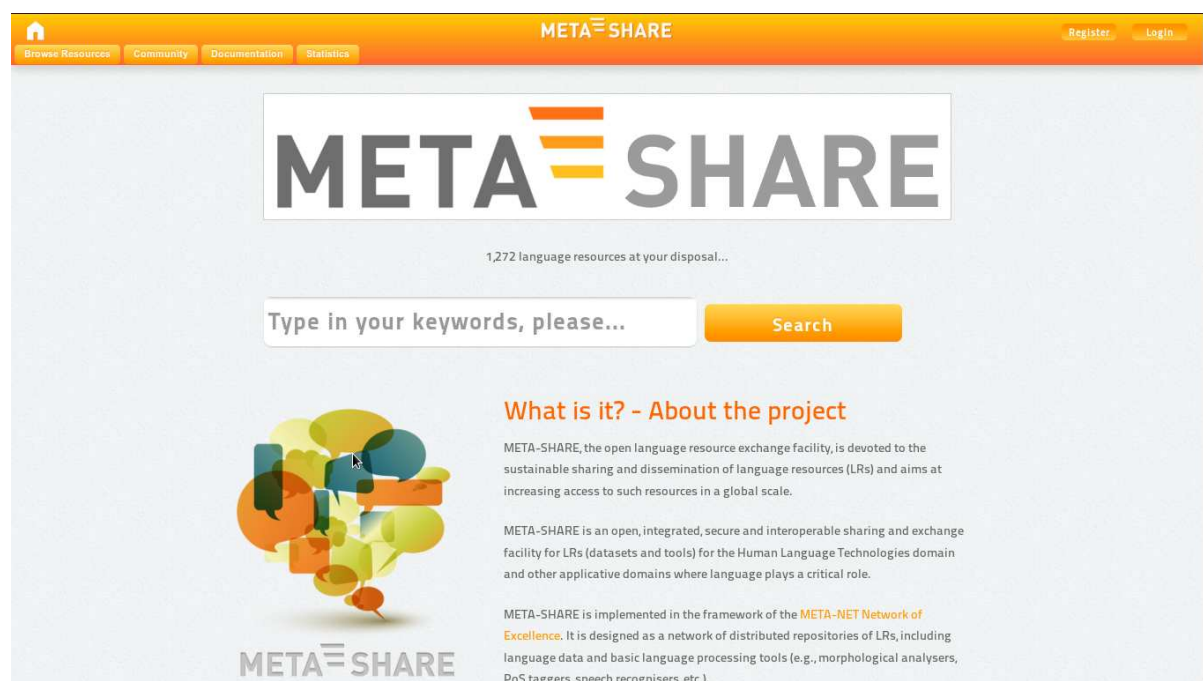 META SHARE
Register Login
Browse Resources Community Documentation Statistics
META SHARE
1,272 language resources at your disposal...
Type in your keywords, please...
Search
What is it? - About the project
META-SHARE, the open language resource exchange facility, is devoted to the
sustainable sharing and dissemination of language resources (LRs) and aims at
increasing access to such resources in a global scale.
META-SHARE is an open, integrated, secure and interoperable sharing and exchange
facility for LRs (datasets and tools) for the Human Language Technologies domain
and other applicative domains where language plays a critical role.
META-SHARE is implemented in the framework of the META-NET Network of
Excellence. It is designed as a network of distributed repositories of LRs, including
language data and basic language processing tools (e.g., morphological analysers,
PoS taggers, speech recognisers, etc.).
META SHARE